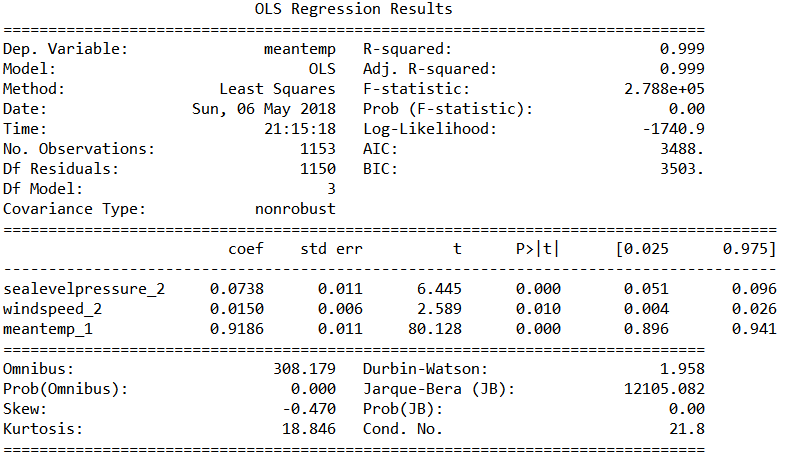 OLS Regression Results
==============================================================================
Dep. Variable:               meantemp   R-squared:                       0.999
Model:                            OLS   Adj. R-squared:                  0.999
Method:                 Least Squares   F-statistic:                 2.788e+05
Date:                Sun, 06 May 2018   Prob (F-statistic):               0.00
Time:                        21:15:18   Log-Likelihood:                -1740.9
No. Observations:                1153   AIC:                             3488.
Df Residuals:                    1150   BIC:                             3503.
Df Model:                           3
Covariance Type:            nonrobust
======================================================================================
                         coef    std err          t      P>|t|      [0.025      0.975]
--------------------------------------------------------------------------------------
sealevelpressure_2     0.0738      0.011      6.445      0.000       0.051       0.096
windspeed_2            0.0150      0.006      2.589      0.010       0.004       0.026
meantemp_1             0.9186      0.011     80.128      0.000       0.896       0.941
==============================================================================
Omnibus:                      308.179   Durbin-Watson:                   1.958
Prob(Omnibus):                  0.000   Jarque-Bera (JB):            12105.082
Skew:                          -0.470   Prob(JB):                         0.00
Kurtosis:                      18.846   Cond. No.                         21.8
==============================================================================